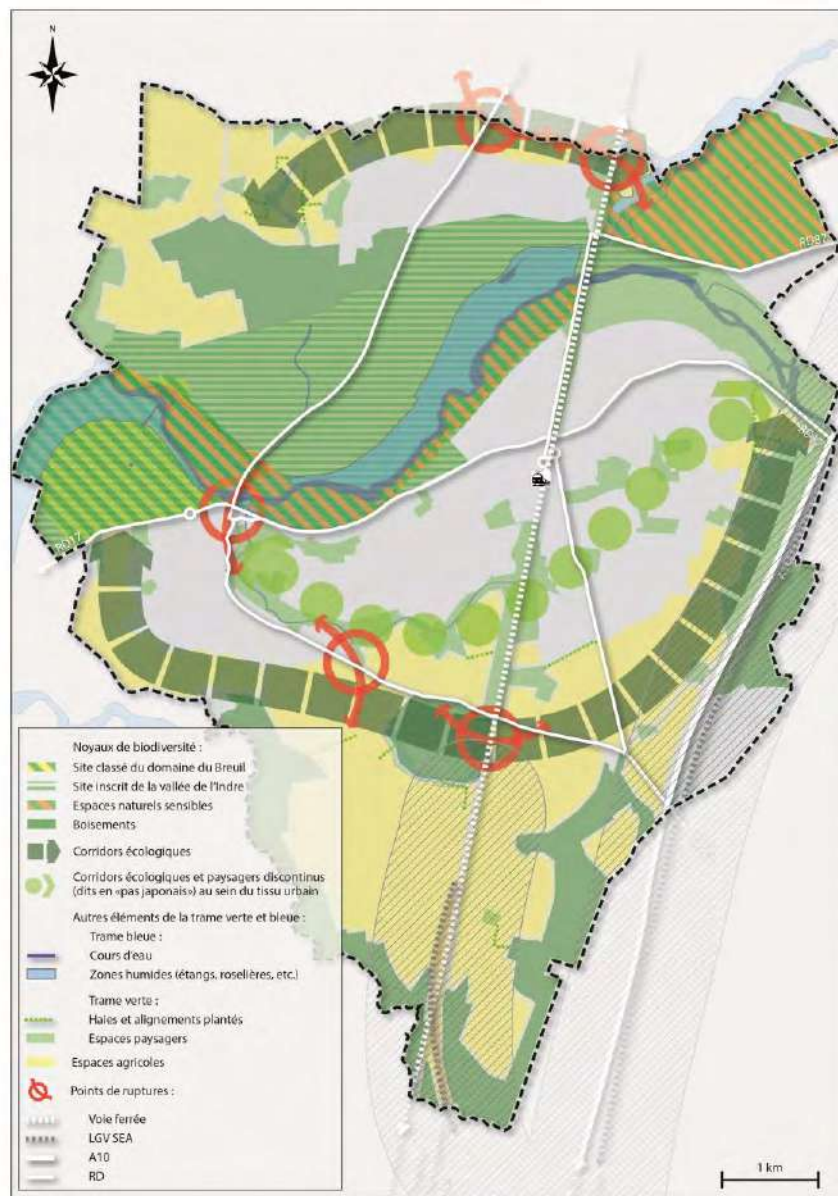 N
RD87
RD17
Noyaux de biodiversité :
Site classé du domaine du Breuil
Site inscrit de la vallée de l'Indre
Espaces naturels sensibles
Boisements
Corridors écologiques
Corridors écologiques et paysagers discontinus
(dits en «pas japonais») au sein du tissu urbain
Autres éléments de la trame verte et bleue :
Trame bleue :
Cours d'eau
Zones humides (étangs, roselières, etc.)
Trame verte :
Haies et alignements plantés
Espaces paysagers
Espaces agricoles
Points de ruptures :
Voie ferrée
LGV SEA
A10
RD
1 km